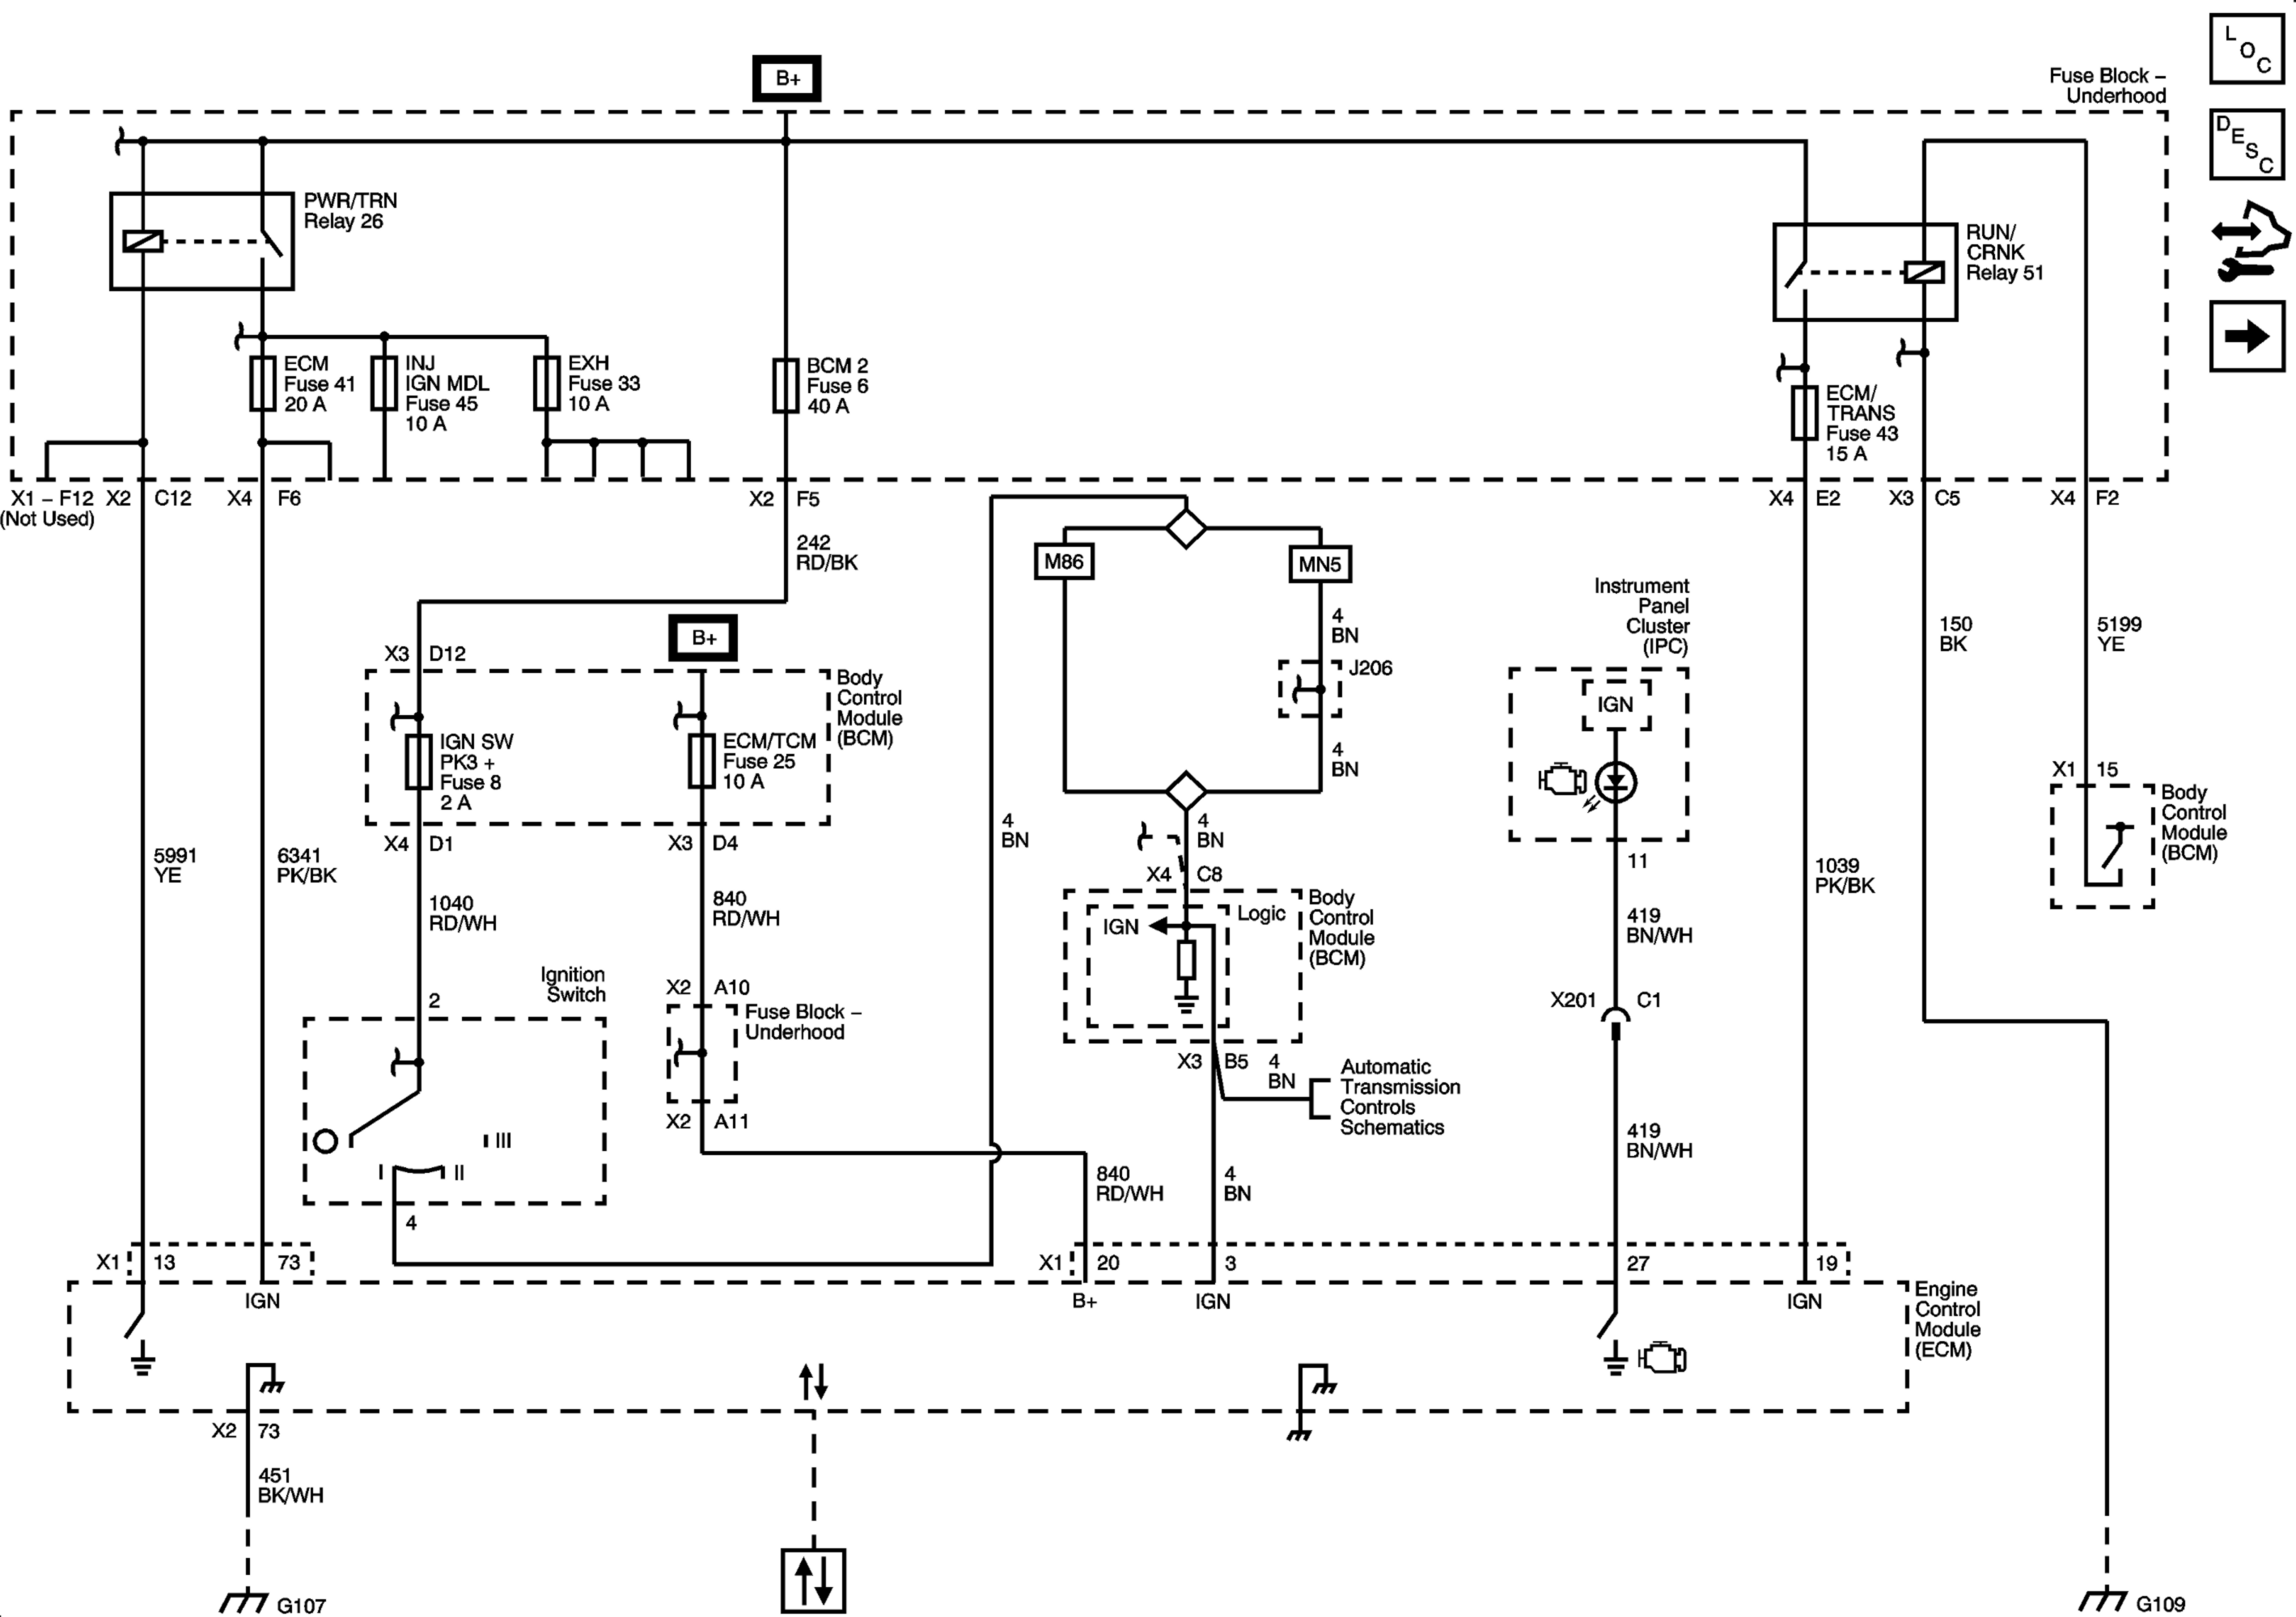 B+
L
O
C
Fuse Block –
Underhood
D
E
S
C
PWR/TRN
Relay 26
RUN/
CRNK
Relay 51
ECM
Fuse 41
20 A
INJ
IGN MDL
Fuse 45
10 A
EXH
Fuse 33
10 A
BCM 2
Fuse 6
40 A
ECM/
TRANS
Fuse 43
15 A
X1 – F12
(Not Used)
X2
C12
X4
F6
X2
F5
X4
E2
X3
C5
X4
F2
242
RD/BK
M86
MN5
Instrument
Panel
Cluster
(IPC)
4
BN
150
BK
5199
YE
B+
X3
D12
J206
Body
Control
Module
(BCM)
IGN
IGN SW
PK3 +
Fuse 8
2 A
ECM/TCM
Fuse 25
10 A
4
BN
X1
15
Body
Control
Module
(BCM)
X4
D1
X3
D4
4
BN
4
BN
5991
YE
6341
PK/BK
11
1039
PK/BK
X4
C8
1040
RD/WH
840
RD/WH
Body
Control
Module
(BCM)
Logic
IGN
419
BN/WH
Ignition
Switch
2
X2
A10
X201
C1
Fuse Block –
Underhood
X3
B5
4
BN
Automatic
Transmission
Controls
Schematics
X2
A11
I
II
III
419
BN/WH
840
RD/WH
4
BN
4
X1
13
73
X1
20
3
27
19
IGN
B+
IGN
IGN
Engine
Control
Module
(ECM)
X2
73
451
BK/WH
G107
G109